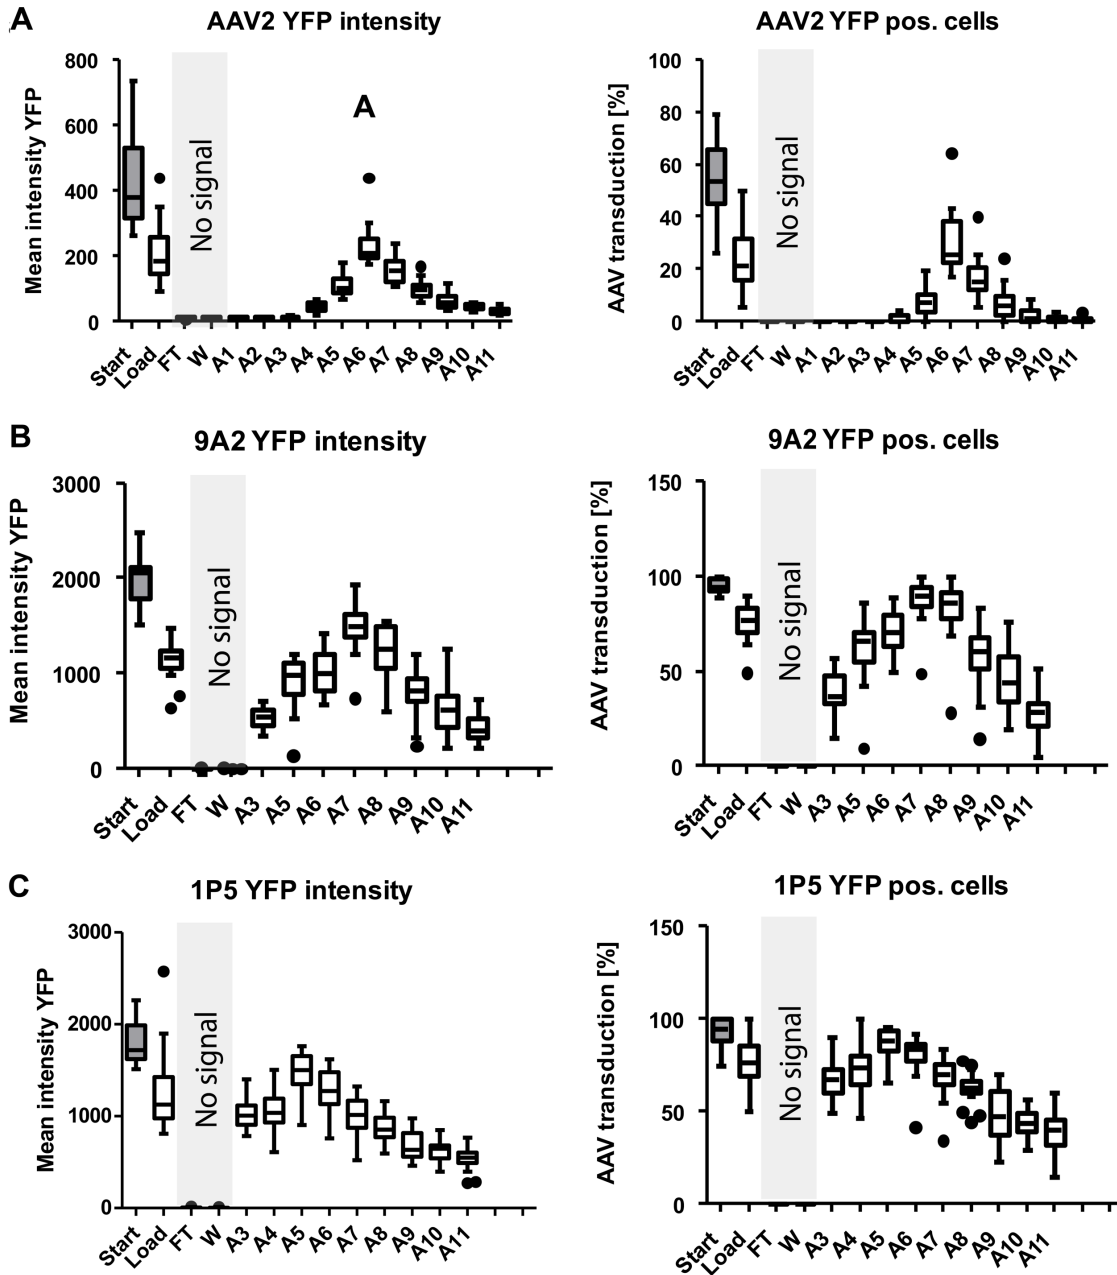 A
AAV2 YFP intensity
AAV2 YFP pos. cells
Mean intensity YFP
800
600
400
200
0
No signal
A
Start Load FT W A1 A2 A3 A4 A5 A6 A7 A8 A9 A10 A11
AAV transduction [%]
100
80
60
40
20
0
No signal
Start Load FT W A1 A2 A3 A4 A5 A6 A7 A8 A9 A10 A11
B
9A2 YFP intensity
9A2 YFP pos. cells
Mean intensity YFP
3000
2000
1000
0
No signal
Start Load FT W A3 A5 A6 A7 A8 A9 A10 A11
AAV transduction [%]
150
100
50
0
No signal
Start Load FT W A3 A5 A6 A7 A8 A9 A10 A11
C
1P5 YFP intensity
1P5 YFP pos. cells
Mean intensity YFP
3000
2000
1000
0
No signal
Start Load FT W A3 A4 A5 A6 A7 A8 A9 A10 A11
AAV transduction [%]
150
100
50
0
No signal
Start Load FT W A3 A4 A5 A6 A7 A8 A9 A10 A11